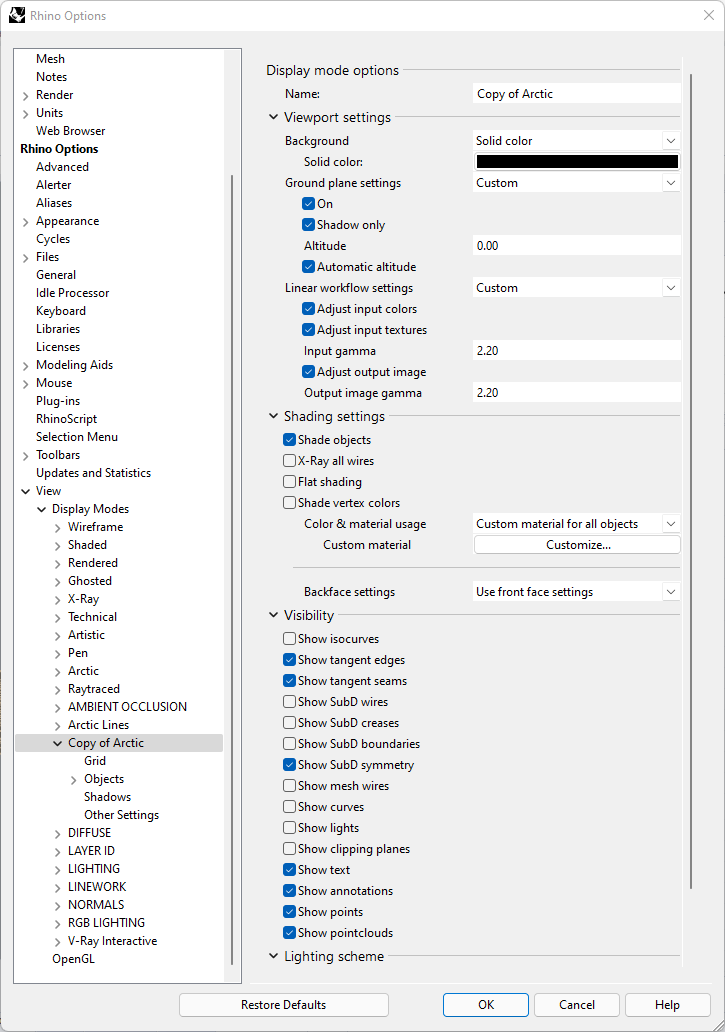 Rhino Options
Mesh
Notes
Render
Units
Web Browser
Rhino Options
Advanced
Alerter
Aliases
Appearance
Cycles
Files
General
Idle Processor
Keyboard
Libraries
Licenses
Modeling Aids
Mouse
Plug-ins
RhinoScript
Selection Menu
Toolbars
Updates and Statistics
View
Display Modes
Wireframe
Shaded
Rendered
Ghosted
X-Ray
Technical
Artistic
Pen
Arctic
Raytraced
AMBIENT OCCLUSION
Arctic Lines
Copy of Arctic
Grid
Objects
Shadows
Other Settings
DIFFUSE
LAYER ID
LIGHTING
LINEWORK
NORMALS
RGB LIGHTING
V-Ray Interactive
OpenGL
Display mode options
Name: Copy of Arctic
Viewport settings
Background Solid color
Solid color:
Ground plane settings Custom
On
Shadow only
Altitude 0.00
Automatic altitude
Linear workflow settings Custom
Adjust input colors
Adjust input textures
Input gamma 2.20
Adjust output image
Output image gamma 2.20
Shading settings
Shade objects
X-Ray all wires
Flat shading
Shade vertex colors
Color & material usage Custom material for all objects
Custom material Customize...
Backface settings Use front face settings
Visibility
Show isocurves
Show tangent edges
Show tangent seams
Show SubD wires
Show SubD creases
Show SubD boundaries
Show SubD symmetry
Show mesh wires
Show curves
Show lights
Show clipping planes
Show text
Show annotations
Show points
Show pointclouds
Lighting scheme
Restore Defaults OK Cancel Help